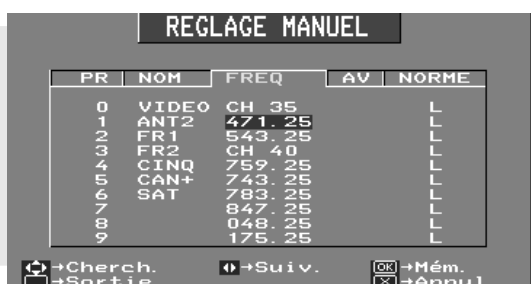 REGLAGE MANUEL
PR NOM FREQ AV NORME
0 VIDEO CH 35 L
1 ANT2 471.25 L
2 FR1 543.25 L
3 FR2 CH 40 L
4 CINQ 759.25 L
5 CAN+ 743.25 L
6 SAT 783.25 L
7 847.25 L
8 048.25 L
9 175.25 L
→Cherch. →Suiv. OK →Mém.
→Sortie X →Annul